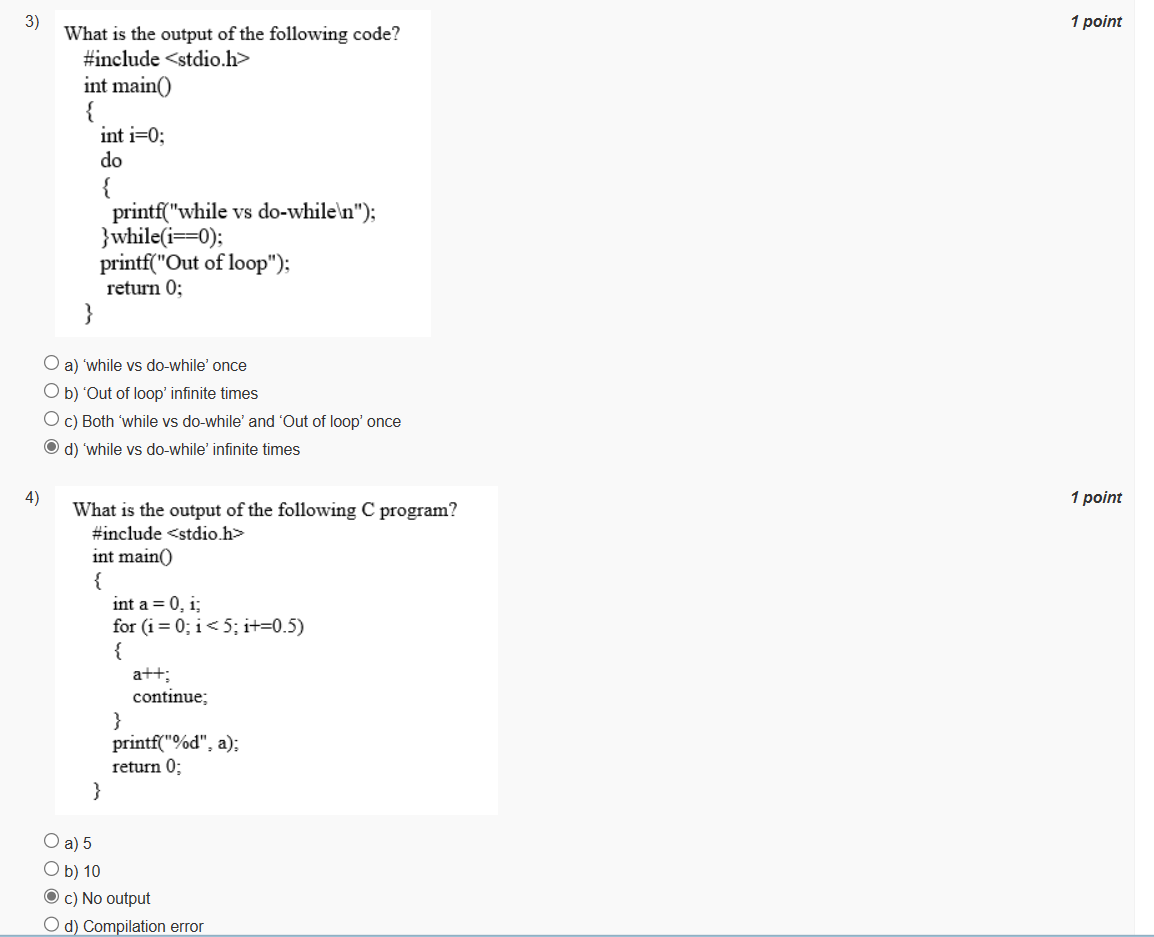 3)
1 point
What is the output of the following code?
#include <stdio.h>
int main()
{
int i=0;
do
{
printf("while vs do-while\n");
}while(i==0);
printf("Out of loop");
return 0;
}
a) ‘while vs do-while’ once
b) ‘Out of loop’ infinite times
c) Both ‘while vs do-while’ and ‘Out of loop’ once
d) ‘while vs do-while’ infinite times
4)
1 point
What is the output of the following C program?
#include <stdio.h>
int main()
{
int a = 0, i;
for (i = 0; i < 5; i+=0.5)
{
a++;
continue;
}
printf("%d", a);
return 0;
}
a) 5
b) 10
c) No output
d) Compilation error